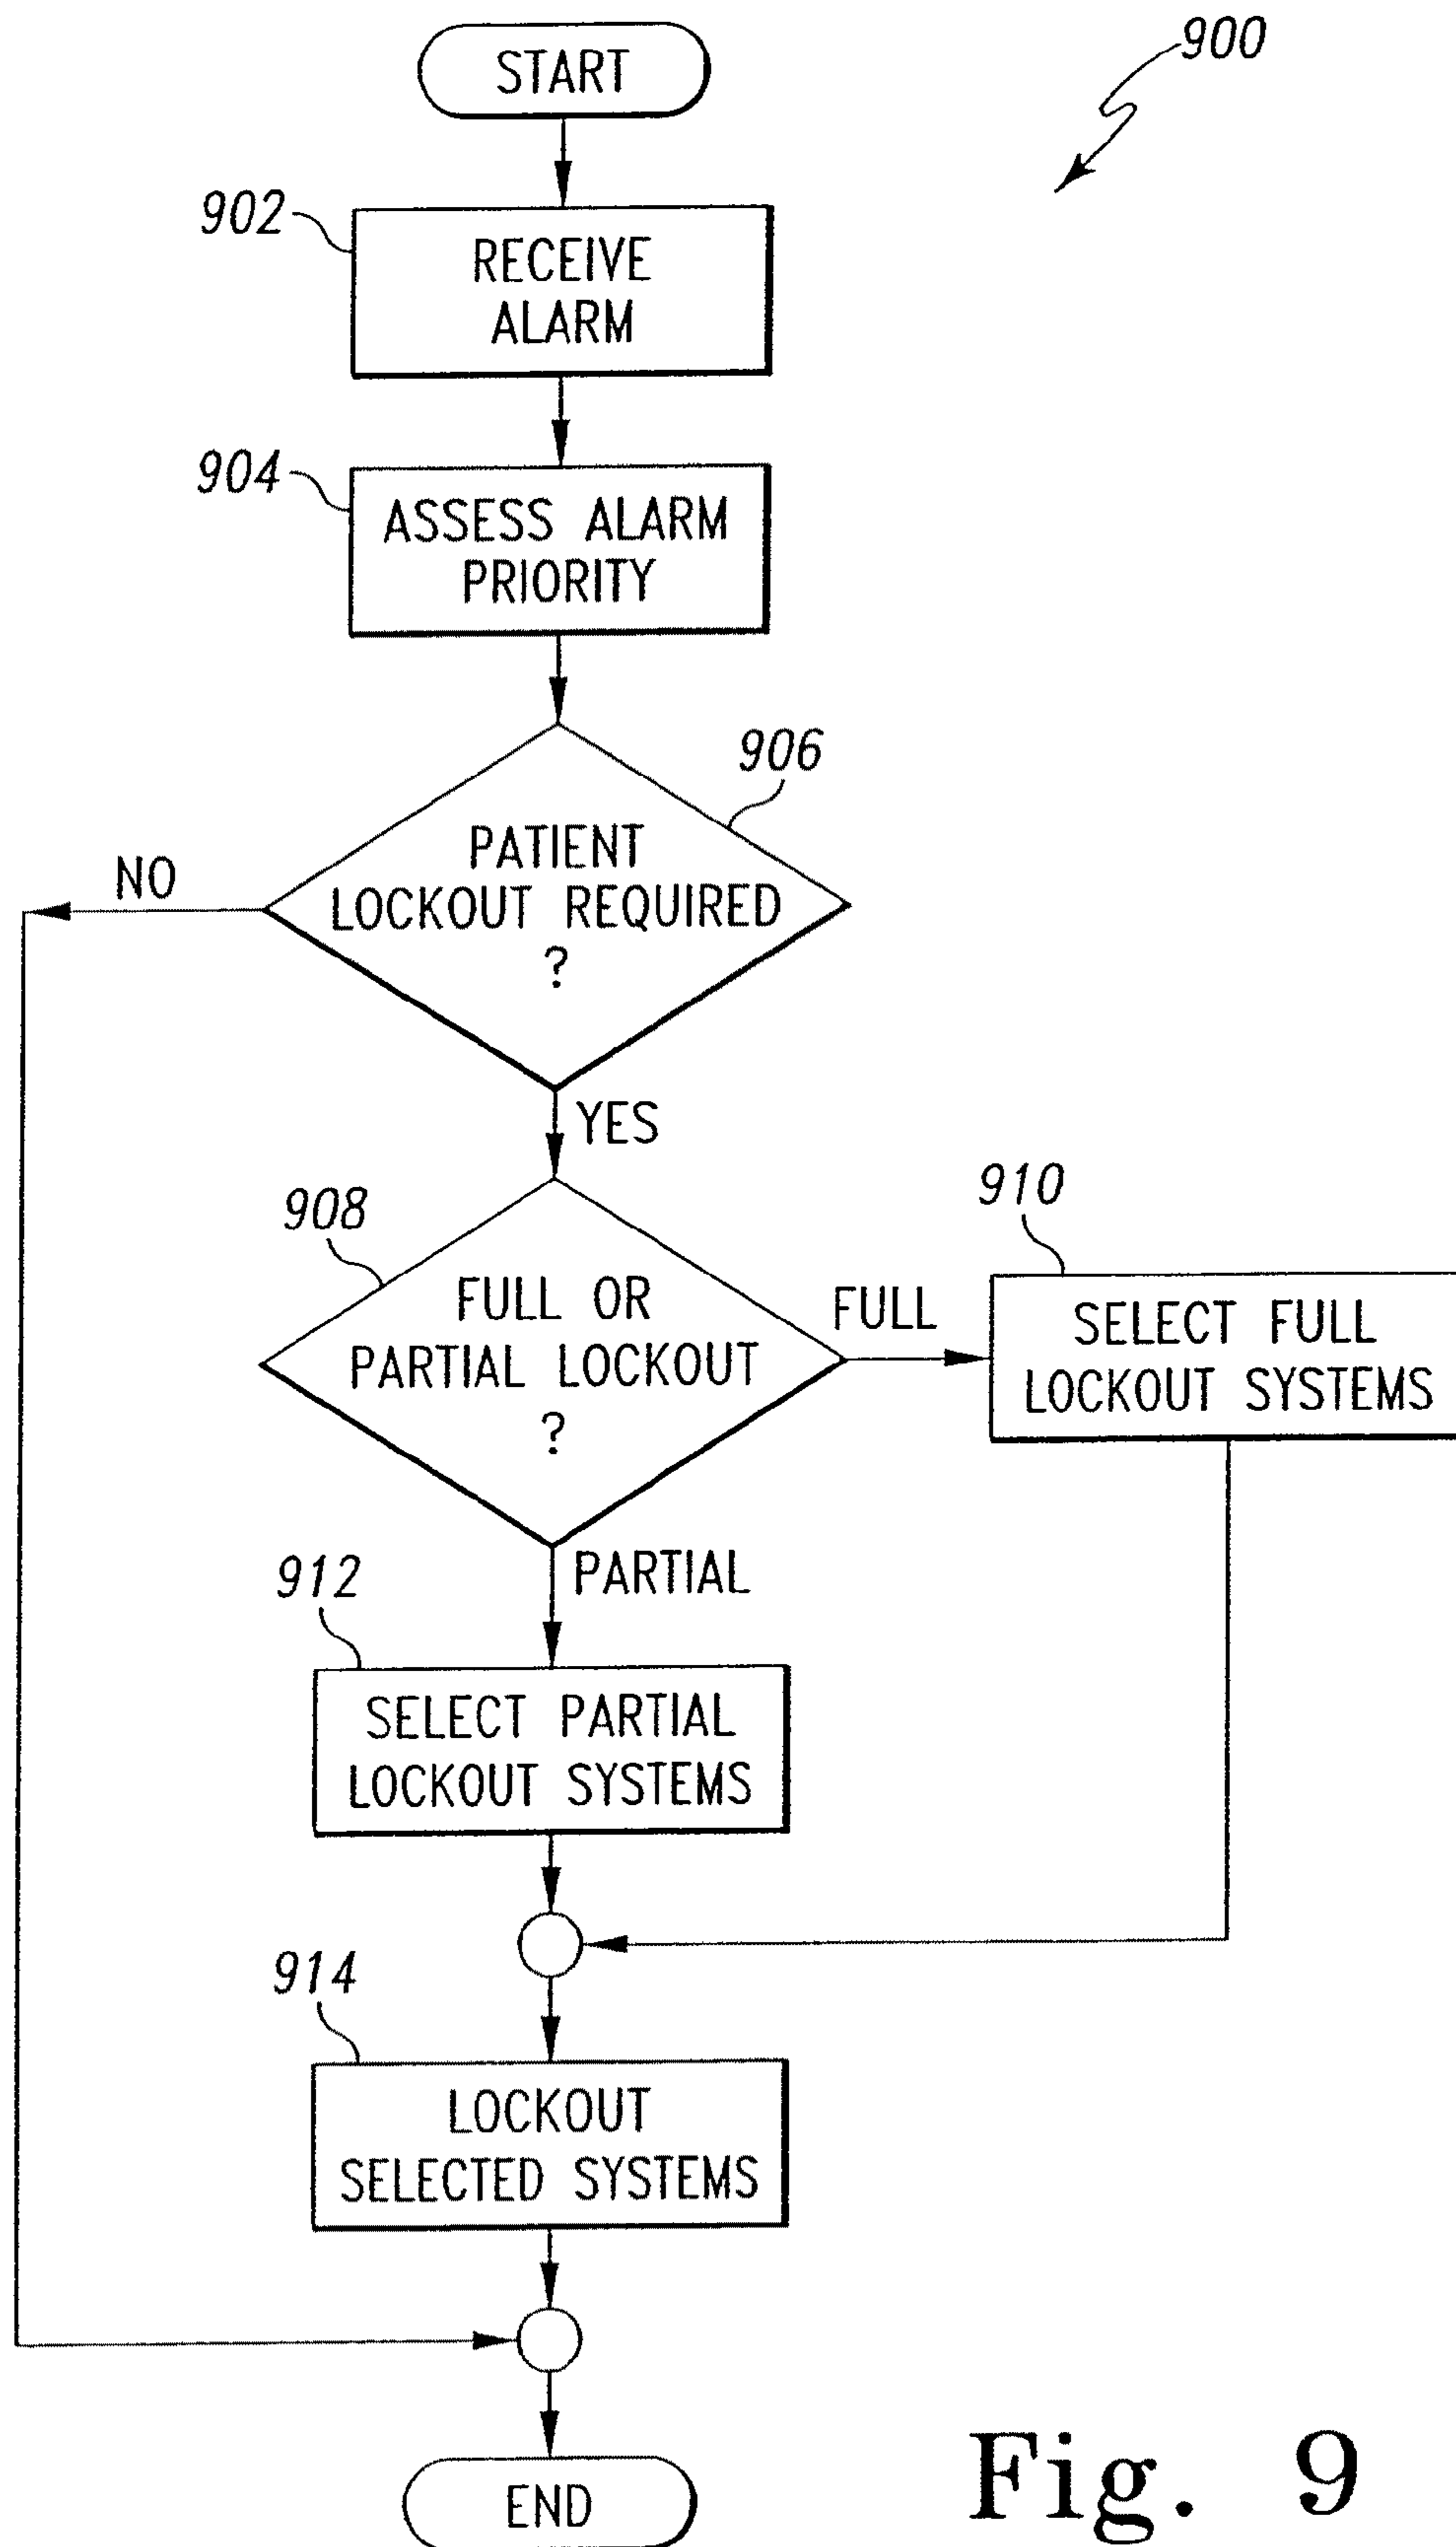 START
900
902
RECEIVE
ALARM
904
ASSESS ALARM
PRIORITY
906
PATIENT
LOCKOUT REQUIRED
?
NO
YES
908
FULL OR
PARTIAL LOCKOUT
?
FULL
910
SELECT FULL
LOCKOUT SYSTEMS
PARTIAL
912
SELECT PARTIAL
LOCKOUT SYSTEMS
914
LOCKOUT
SELECTED SYSTEMS
END
Fig. 9